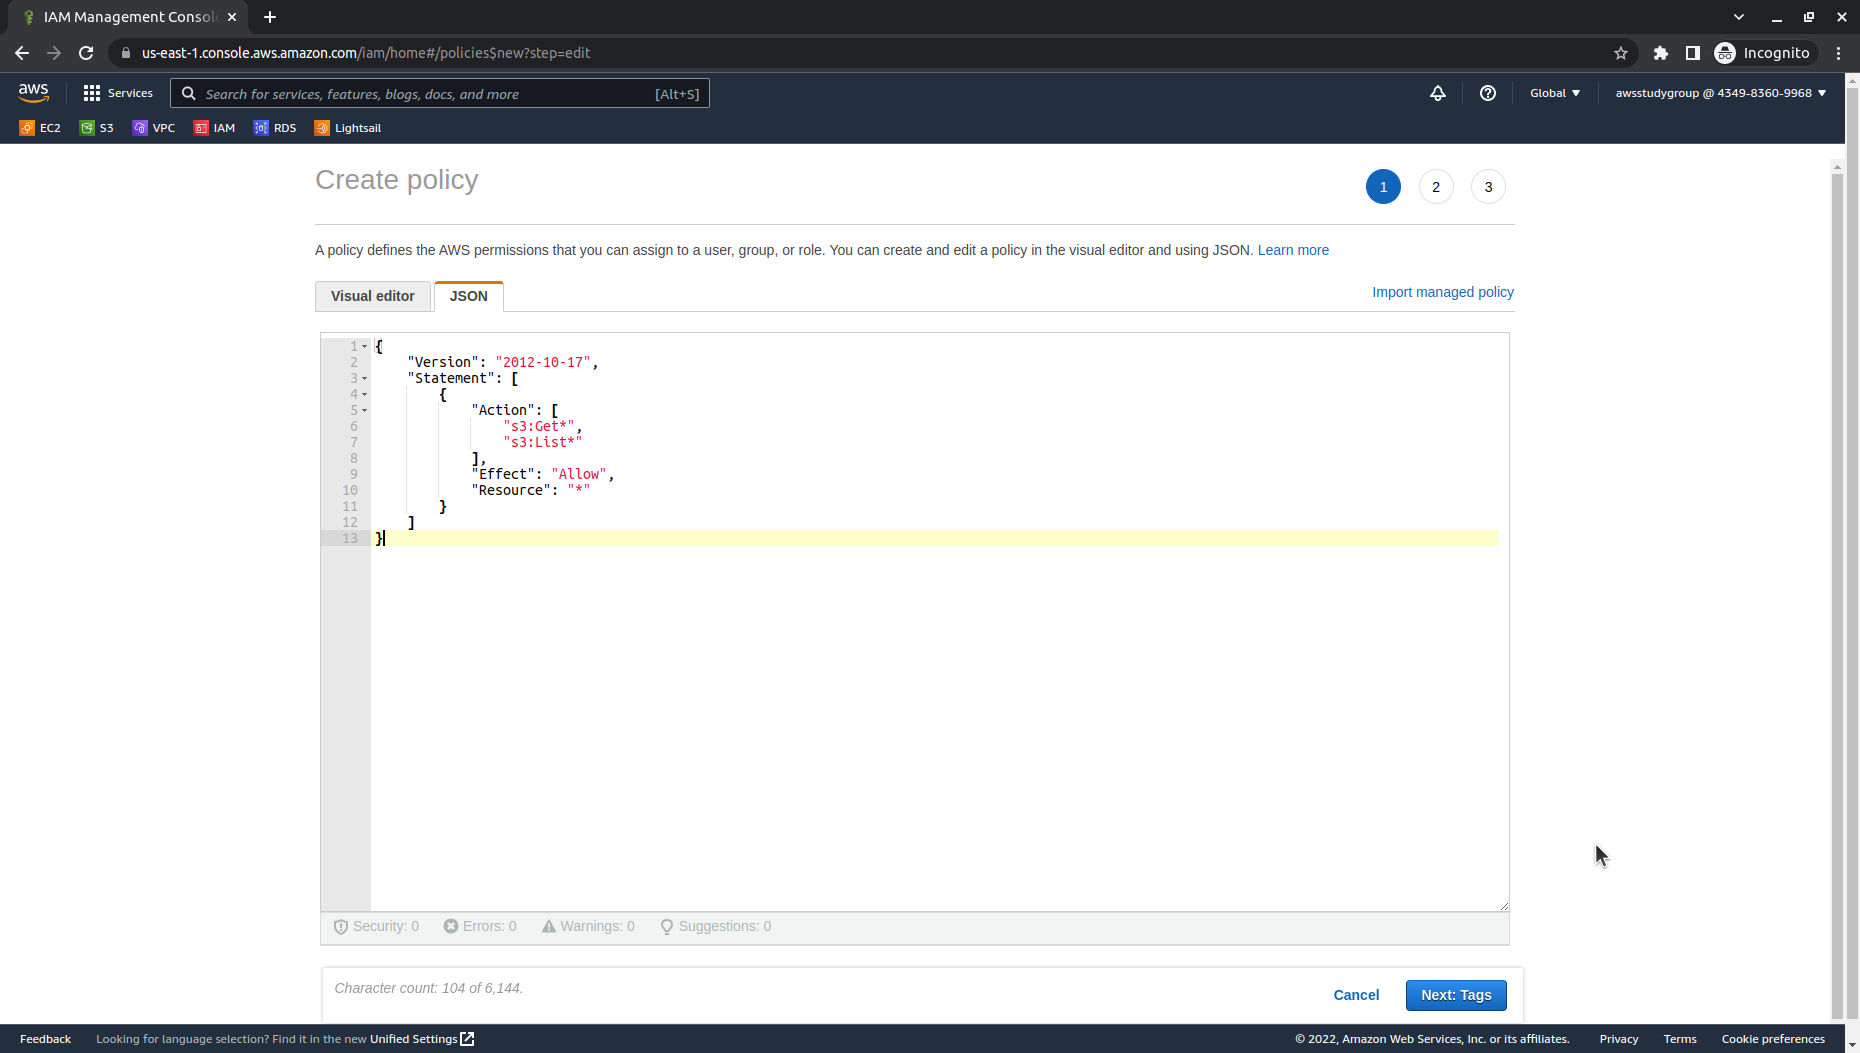 IAM Management Consol
us-east-1.console.aws.amazon.com/iam/home#/policies$new?step=edit
Incognito
aws
Services
Search for services, features, blogs, docs, and more [Alt+S]
Global
awsstudygroup @ 4349-8360-9968
EC2 S3 VPC IAM RDS Lightsail
Create policy
1 2 3
A policy defines the AWS permissions that you can assign to a user, group, or role. You can create and edit a policy in the visual editor and using JSON. Learn more
Visual editor JSON
Import managed policy
1 {
2 "Version": "2012-10-17",
3 "Statement": [
4 {
5 "Action": [
6 "s3:Get*",
7 "s3:List*"
8 ],
9 "Effect": "Allow",
10 "Resource": "*"
11 }
12 ]
13 }
Security: 0 Errors: 0 Warnings: 0 Suggestions: 0
Character count: 104 of 6,144.
Cancel Next: Tags
Feedback Looking for language selection? Find it in the new Unified Settings © 2022, Amazon Web Services, Inc. or its affiliates. Privacy Terms Cookie preferences